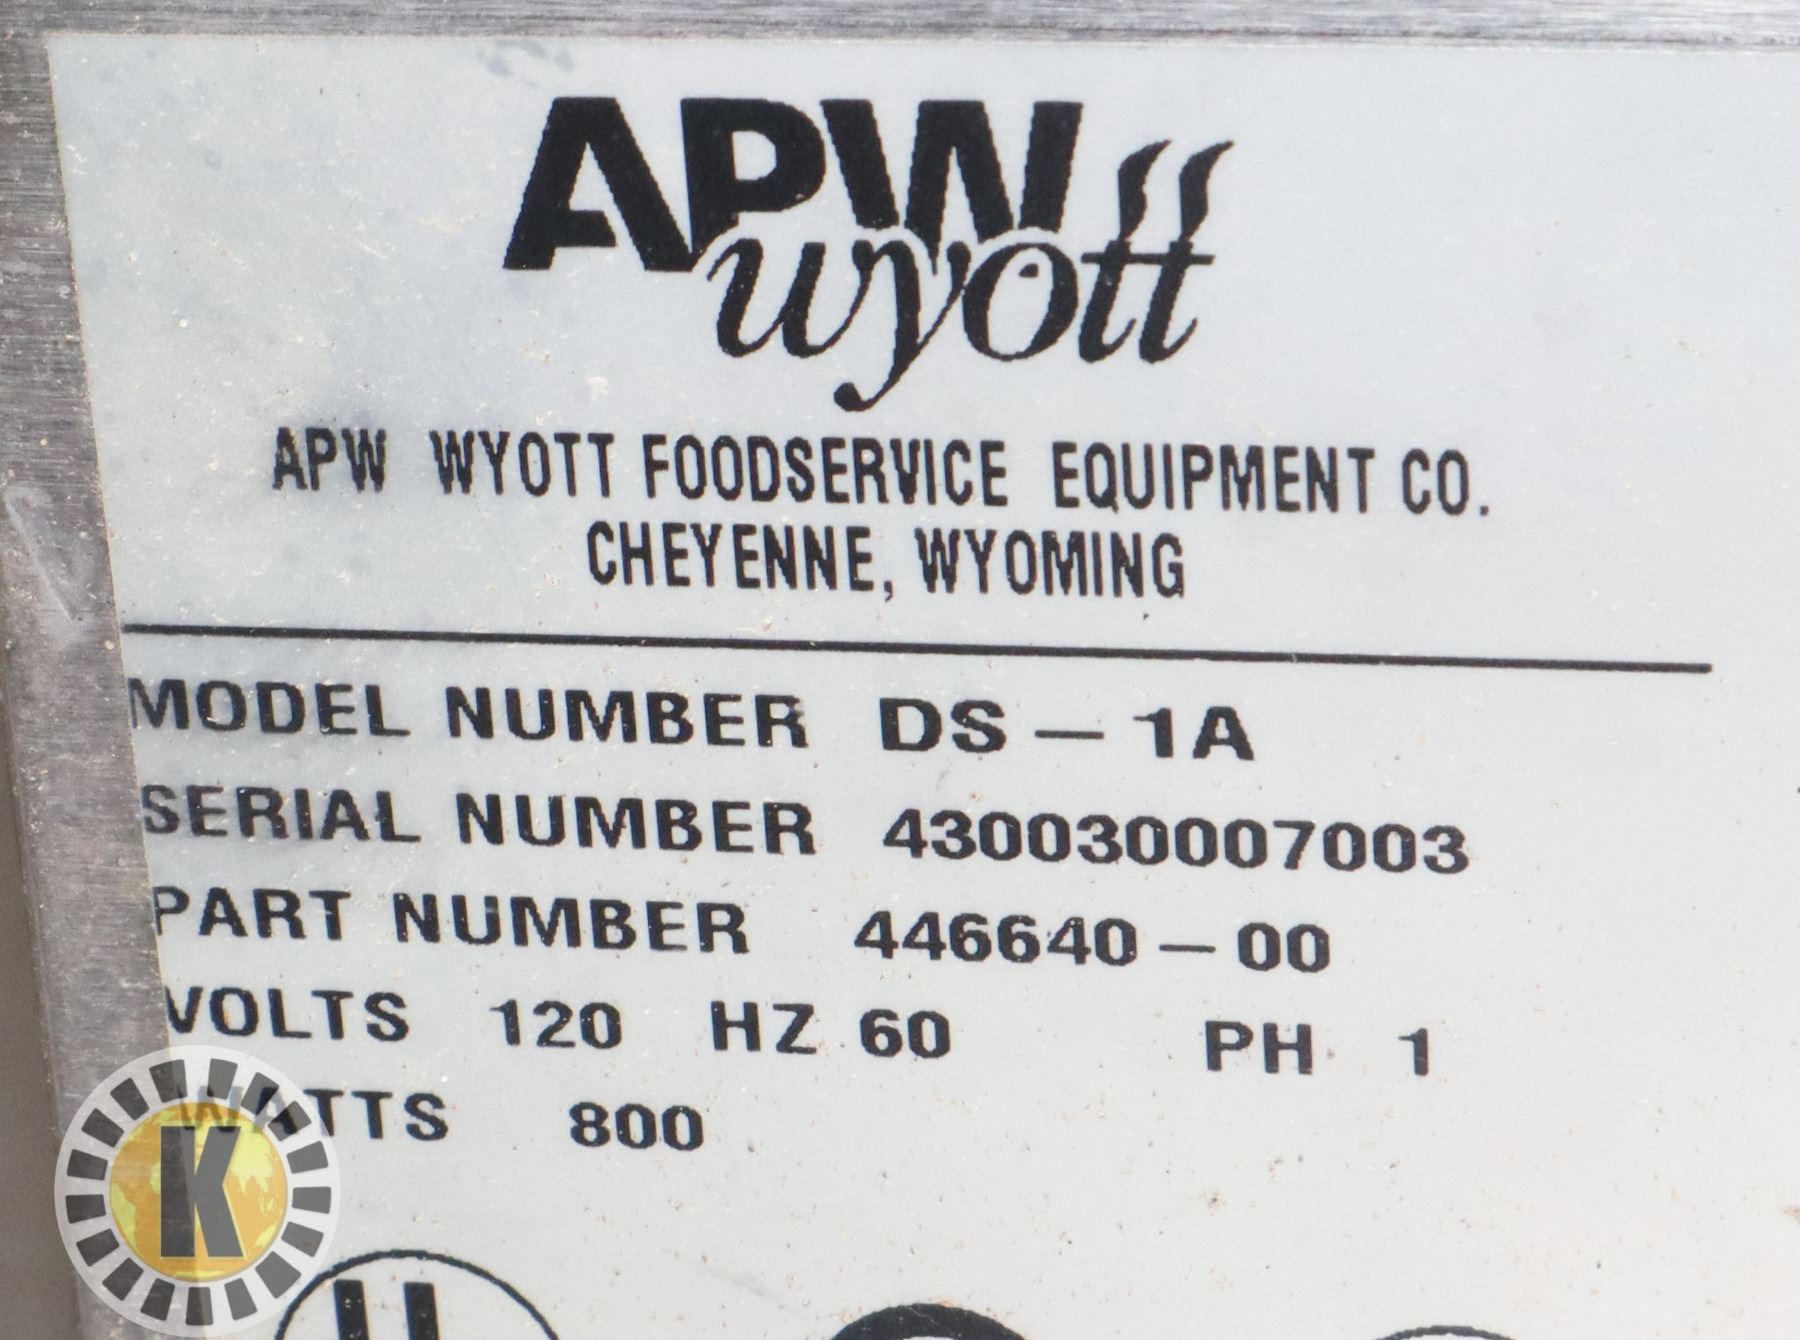 APW
wyott
APW WYOTT FOODSERVICE EQUIPMENT CO.
CHEYENNE, WYOMING
MODEL NUMBER DS-1A
SERIAL NUMBER 430030007003
PART NUMBER 446640-00
VOLTS 120 HZ 60 PH 1
WATTS 800
K